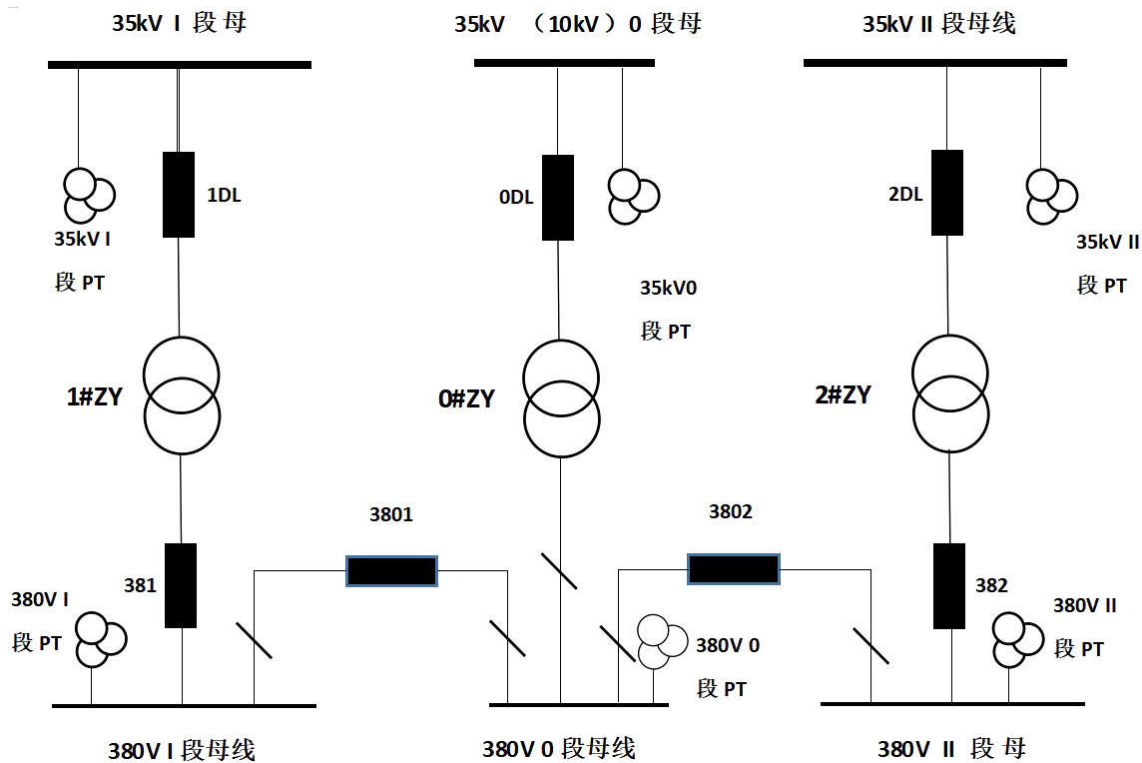 35kV I 段母
35kV （10kV）0 段母
35kV II 段母线
1DL
0DL
2DL
35kV I
段 PT
35kV0
段 PT
35kV II
段 PT
1#ZY
0#ZY
2#ZY
3801
3802
381
382
380V I
段 PT
380V 0
段 PT
380V II
段 PT
380V I 段母线
380V 0 段母线
380V II 段 母